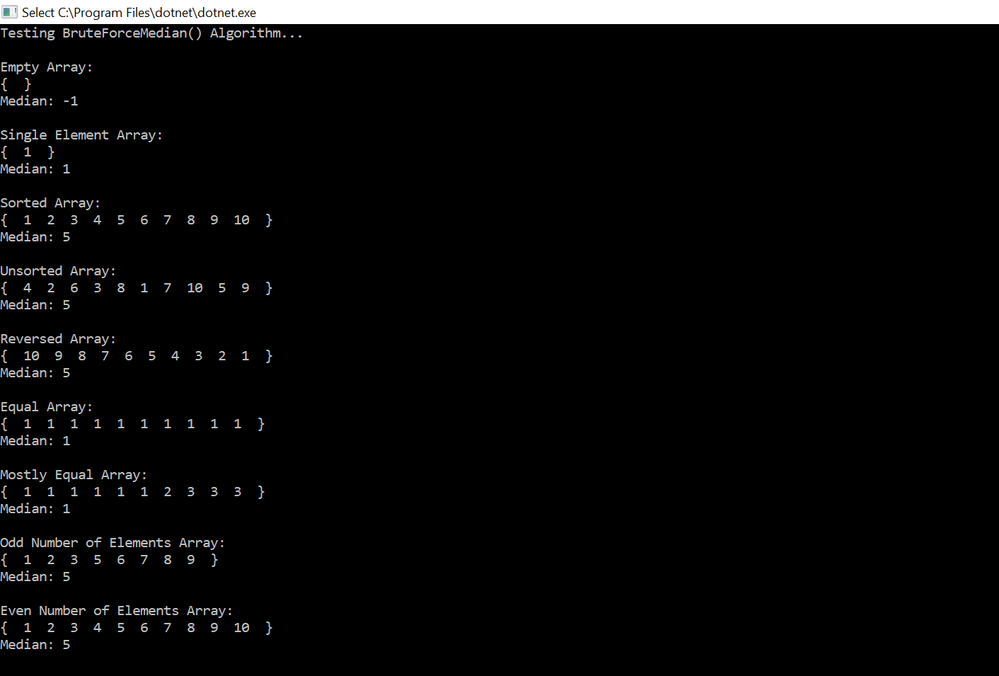 Select C:\Program Files\dotnet\dotnet.exe
Testing BruteForceMedian() Algorithm...
Empty Array:
{  }
Median: -1
Single Element Array:
{  1  }
Median: 1
Sorted Array:
{  1  2  3  4  5  6  7  8  9  10  }
Median: 5
Unsorted Array:
{  4  2  6  3  8  1  7  10  5  9  }
Median: 5
Reversed Array:
{  10  9  8  7  6  5  4  3  2  1  }
Median: 5
Equal Array:
{  1  1  1  1  1  1  1  1  1  1  }
Median: 1
Mostly Equal Array:
{  1  1  1  1  1  1  2  3  3  3  }
Median: 1
Odd Number of Elements Array:
{  1  2  3  5  6  7  8  9  }
Median: 5
Even Number of Elements Array:
{  1  2  3  4  5  6  7  8  9  10  }
Median: 5